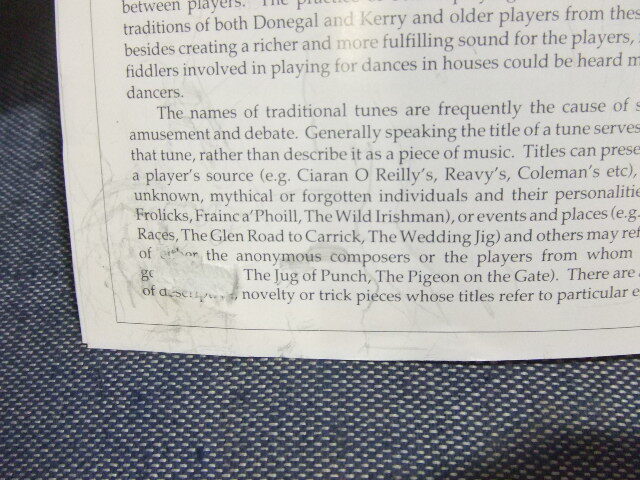 between players. The practice of
traditions of both Donegal and Kerry and older players from these
besides creating a richer and more fulfilling sound for the players,
fiddlers involved in playing for dances in houses could be heard m
dancers.
The names of traditional tunes are frequently the cause of s
amusement and debate. Generally speaking the title of a tune serves
that tune, rather than describe it as a piece of music. Titles can prese
a player's source (e.g. Ciaran O Reilly's, Reavy's, Coleman's etc),
unknown, mythical or forgotten individuals and their personalitie
Frolicks, Frainc a'Phoill, The Wild Irishman), or events and places (e.g.
Races, The Glen Road to Carrick, The Wedding Jig) and others may ref
of either the anonymous composers or the players from whom
The Jug of Punch, The Pigeon on the Gate). There are
of descriptive, novelty or trick pieces whose titles refer to particular e